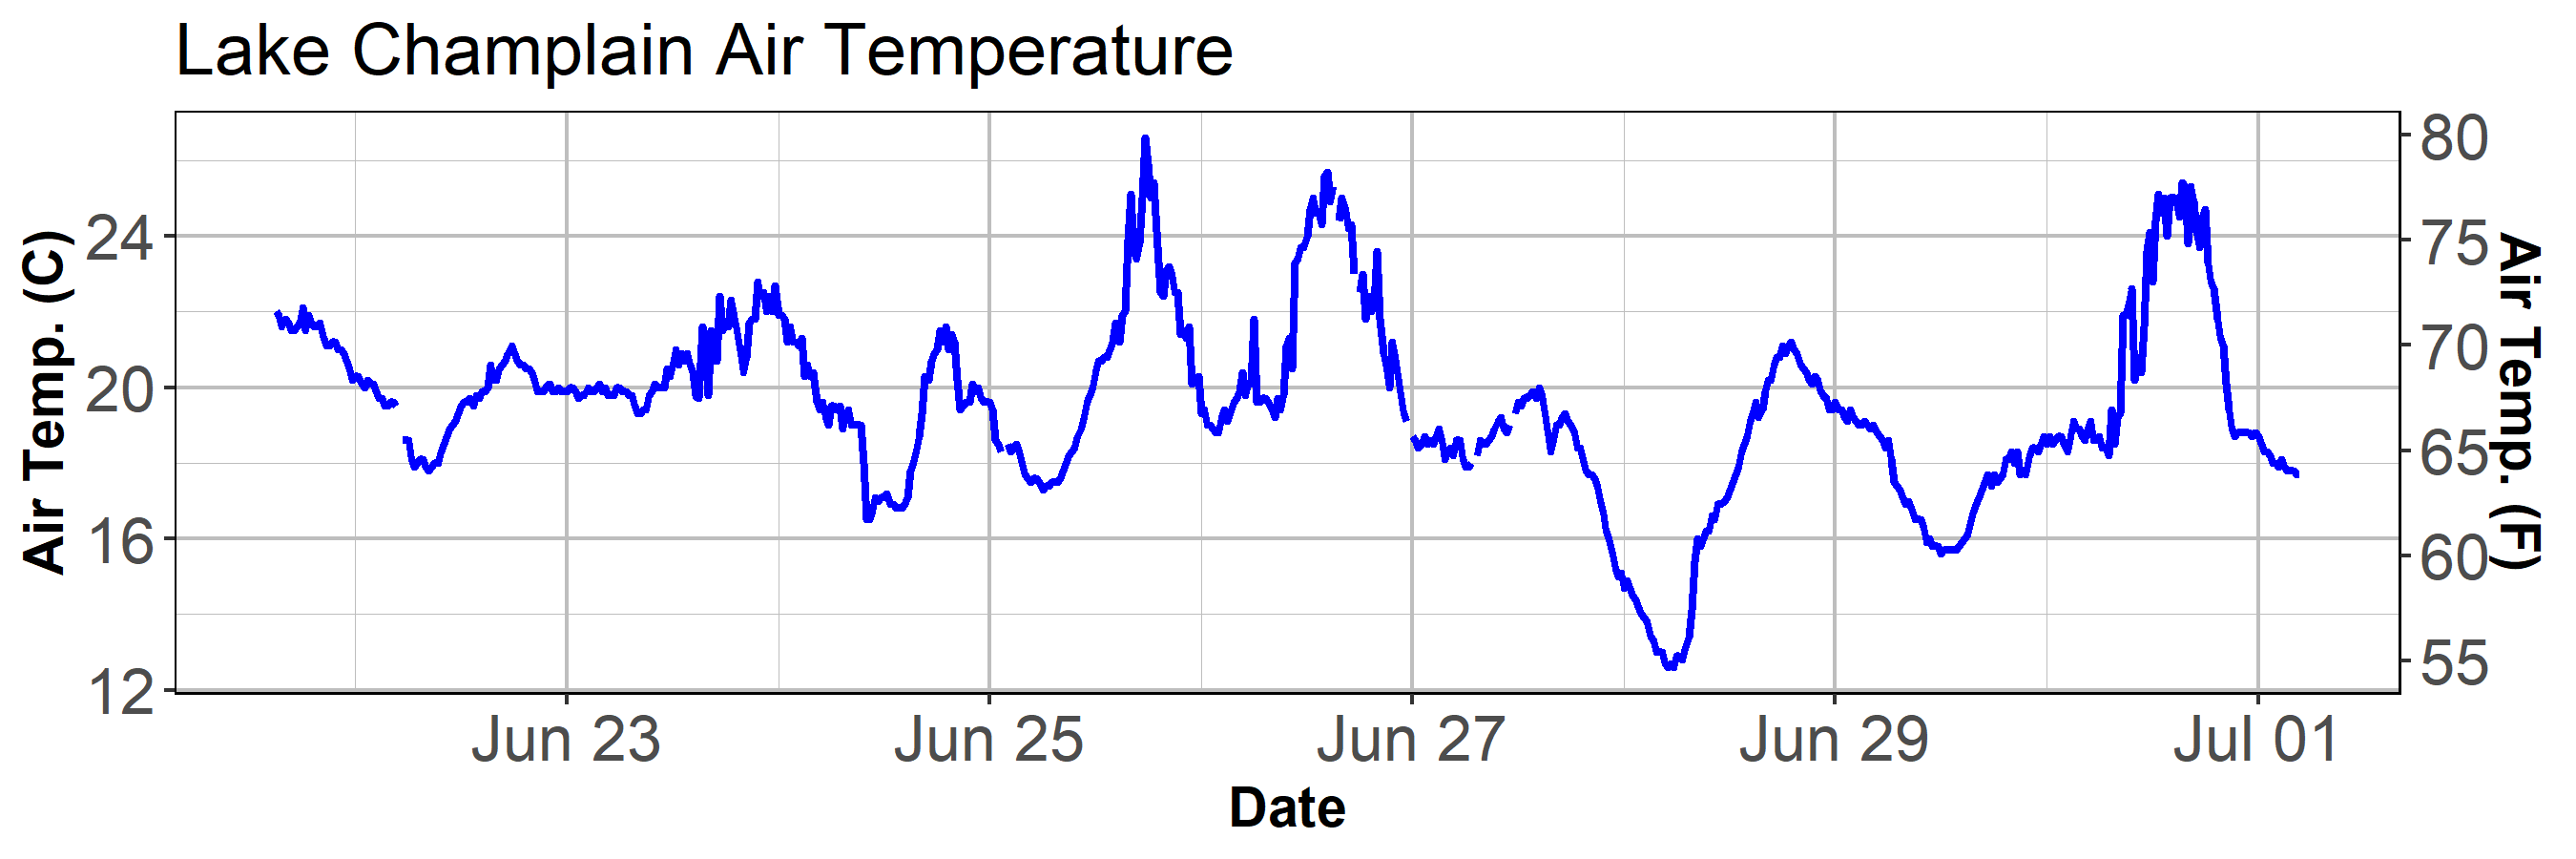 Lake Champlain Air Temperature
Air Temp. (C)
24
20
16
12
80
75
70
65
60
55
Air Temp. (F)
Jun 23
Jun 25
Jun 27
Jun 29
Jul 01
Date